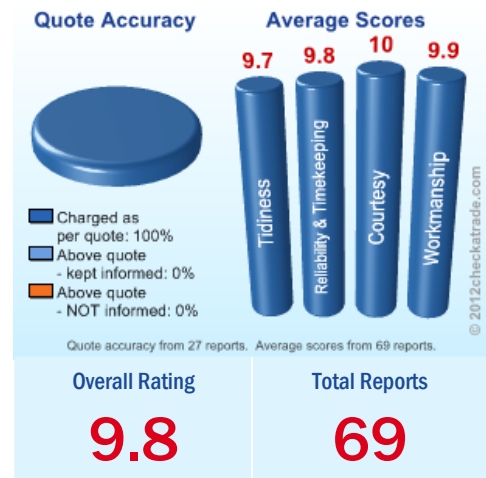 Quote Accuracy
Average Scores
9.7
9.8
10
9.9
Tidiness
Reliability & Timekeeping
Courtesy
Workmanship
Charged as
per quote: 100%
Above quote
- kept informed: 0%
Above quote
- NOT informed: 0%
© 2012checkatrade.com
Quote accuracy from 27 reports. Average scores from 69 reports.
Overall Rating
9.8
Total Reports
69